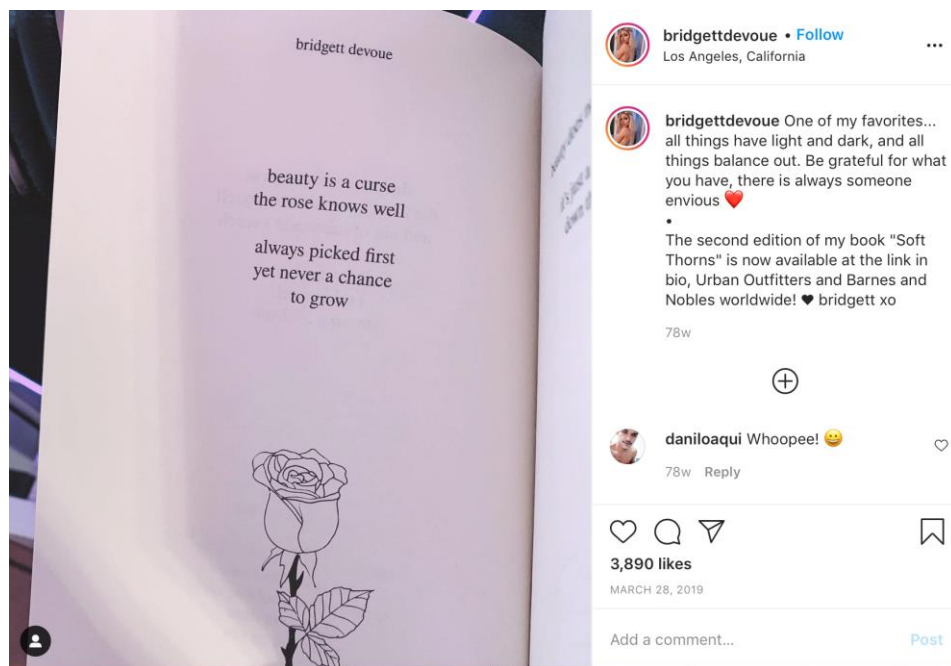 bridgett devoue
beauty is a curse
the rose knows well
always picked first
yet never a chance
to grow
bridgettdevoue • Follow
Los Angeles, California
bridgettdevoue One of my favorites...
all things have light and dark, and all
things balance out. Be grateful for what
you have, there is always someone
envious ❤️
•
The second edition of my book "Soft
Thorns" is now available at the link in
bio, Urban Outfitters and Barnes and
Nobles worldwide! ♥ bridgett xo
78w
daniloaqui Whoopee! 😀
78w Reply
3,890 likes
MARCH 28, 2019
Add a comment...
Post